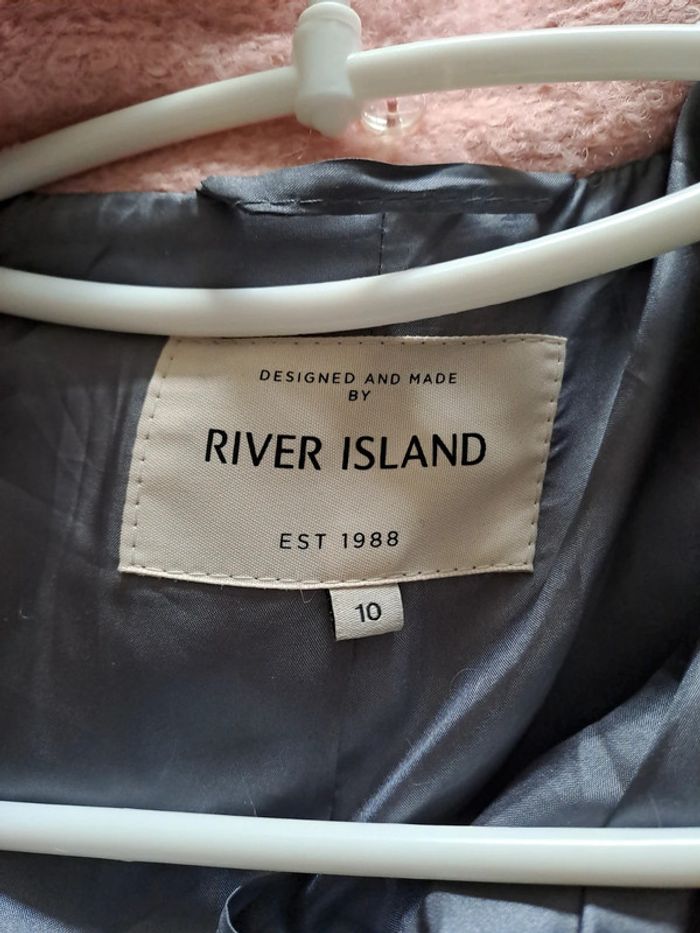 DESIGNED AND MADE
BY
RIVER ISLAND
EST 1988
10